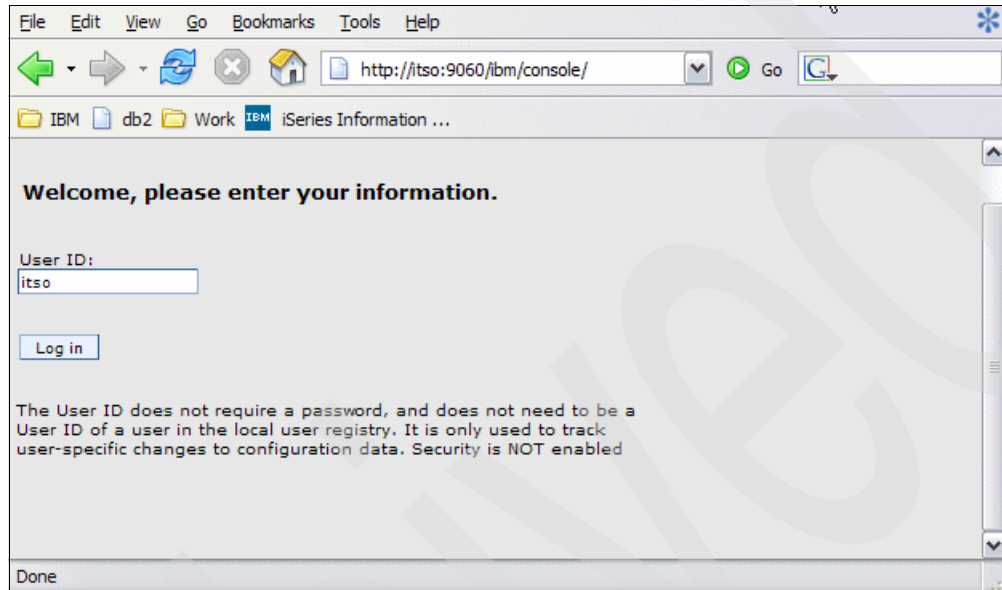 File Edit View Go Bookmarks Tools Help
http://itso:9060/ibm/console/ Go G
IBM db2 Work IBM iSeries Information ...
Welcome, please enter your information.
User ID:
itso
Log in
The User ID does not require a password, and does not need to be a
User ID of a user in the local user registry. It is only used to track
user-specific changes to configuration data. Security is NOT enabled
Done